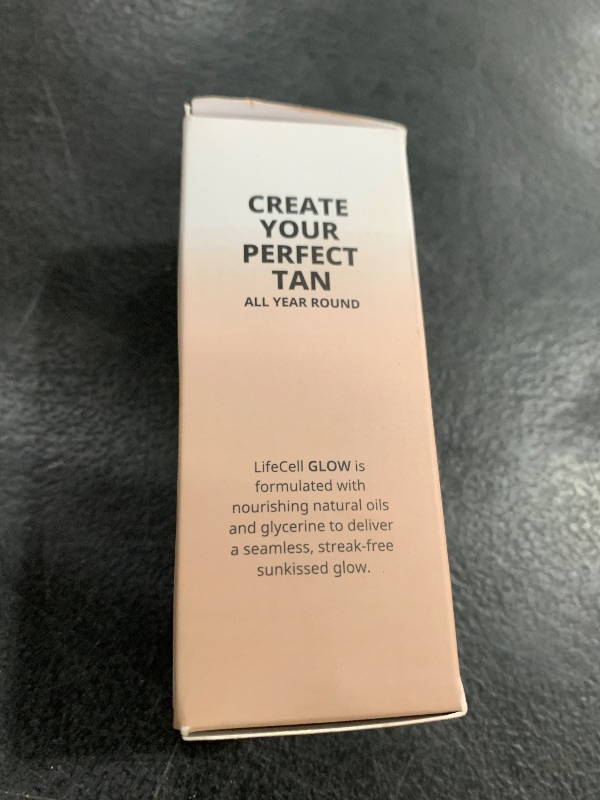 CREATE
YOUR
PERFECT
TAN
ALL YEAR ROUND
LifeCell GLOW is
formulated with
nourishing natural oils
and glycerine to deliver
a seamless, streak-free
sunkissed glow.